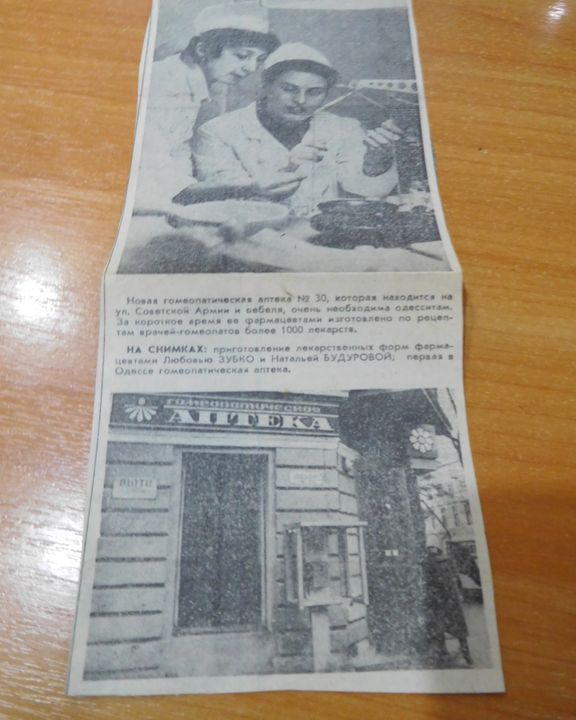 Новая гомеопатическая аптека № 30, которая находится на
ул. Советской Армии и Бебеля, очень необходима одесситам.
За короткое время ее фармацевтами изготовлено по рецеп-
там врачей-гомеопатов более 1000 лекарств.
НА СНИМКАХ: приготовление лекарственных форм фарма-
цевтами Любовью ЗУБКО и Натальей БУДУРОВОЙ; первая в
Одессе гомеопатическая аптека.
гомеопатическая
АПТЕКА